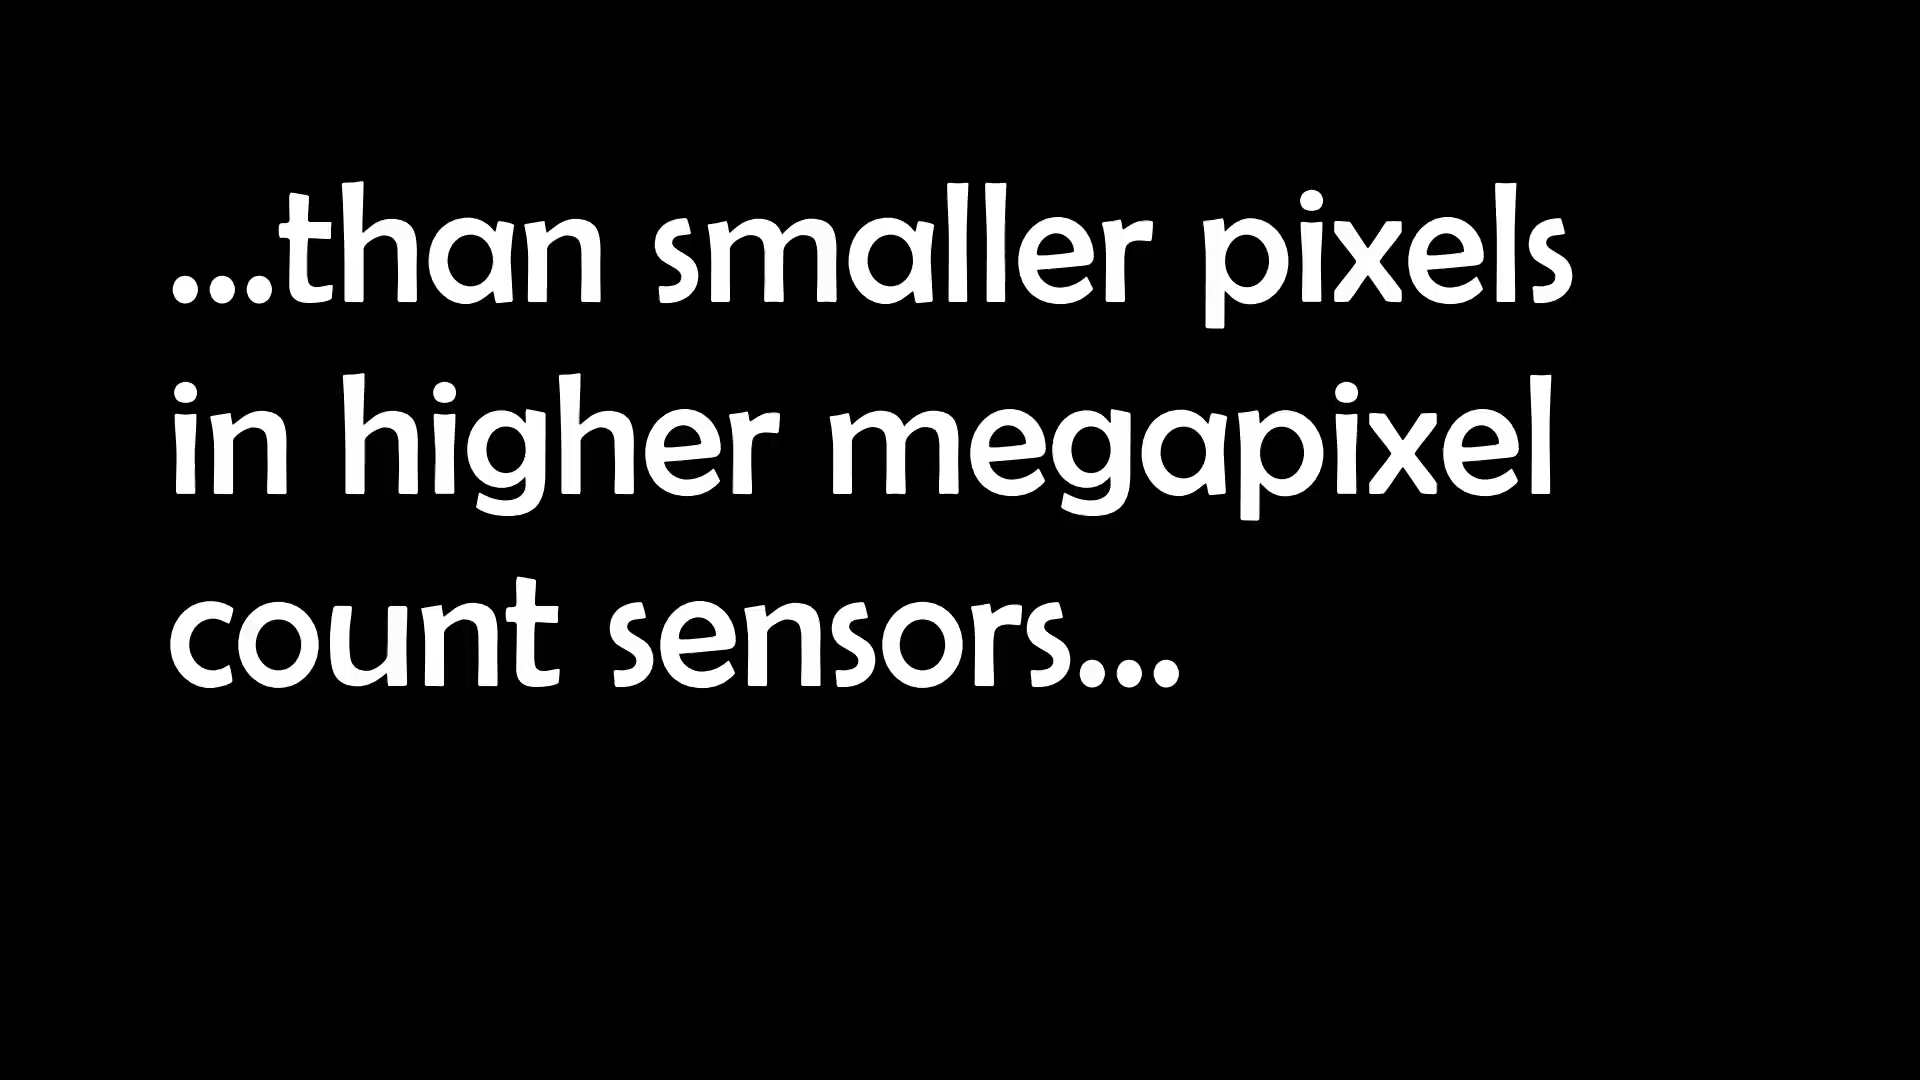 ...than smaller pixels
in higher megapixel
count sensors...